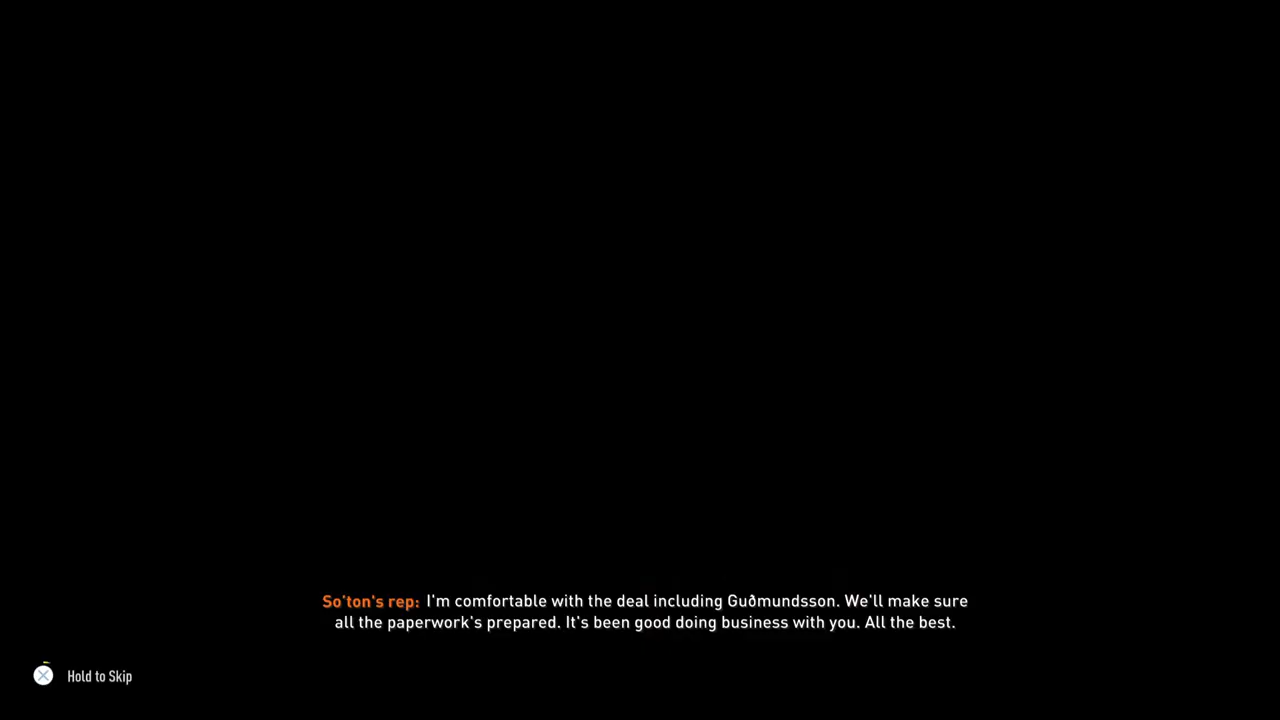 So'ton's rep: I'm comfortable with the deal including Guðmundsson. We'll make sure
all the paperwork's prepared. It's been good doing business with you. All the best.
Hold to Skip